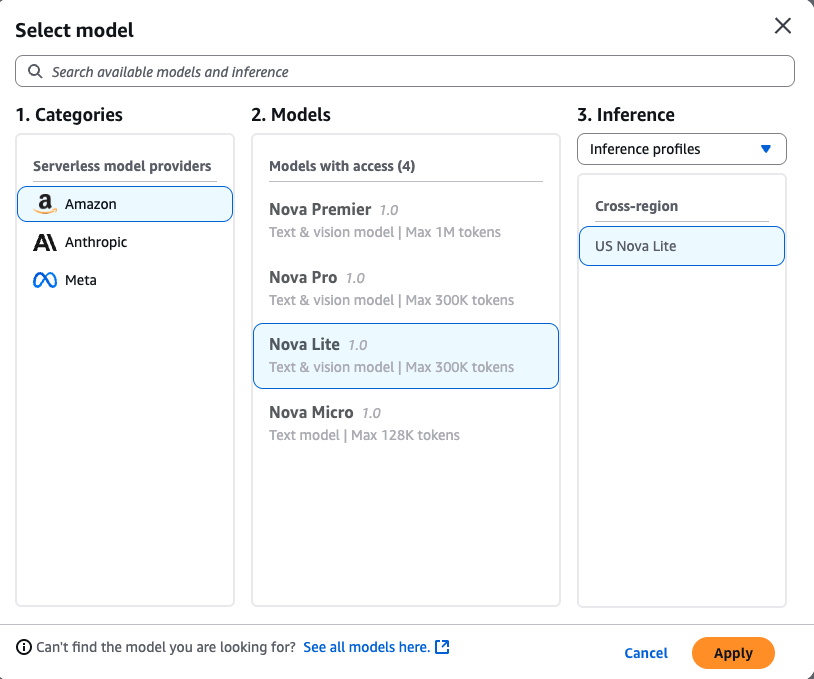 Select model
Search available models and inference
1. Categories
Serverless model providers
Amazon
Anthropic
Meta
2. Models
Models with access (4)
Nova Premier 1.0
Text & vision model | Max 1M tokens
Nova Pro 1.0
Text & vision model | Max 300K tokens
Nova Lite 1.0
Text & vision model | Max 300K tokens
Nova Micro 1.0
Text model | Max 128K tokens
3. Inference
Inference profiles
Cross-region
US Nova Lite
Can't find the model you are looking for? See all models here.
Cancel
Apply